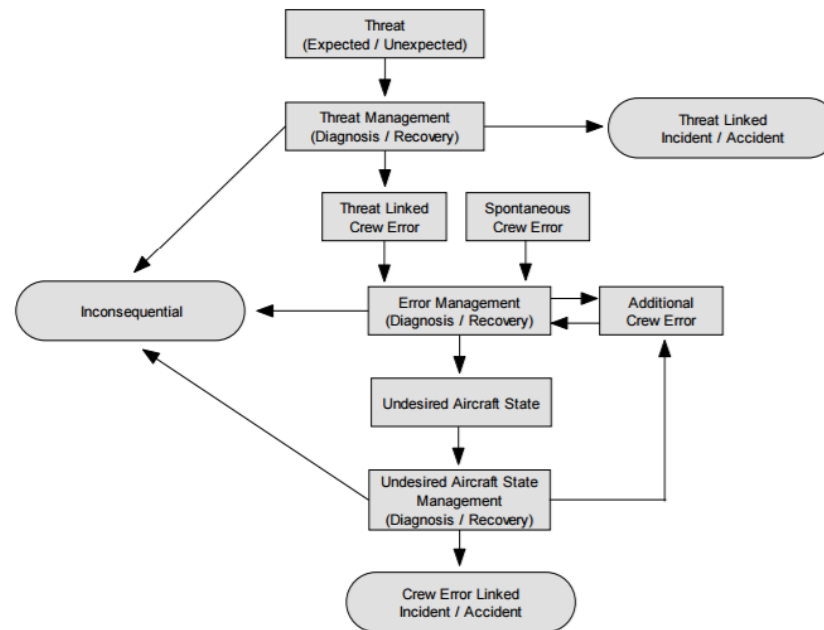 Threat
(Expected / Unexpected)
Threat Management
(Diagnosis / Recovery)
Threat Linked
Incident / Accident
Threat Linked
Crew Error
Spontaneous
Crew Error
Inconsequential
Error Management
(Diagnosis / Recovery)
Additional
Crew Error
Undesired Aircraft State
Undesired Aircraft State
Management
(Diagnosis / Recovery)
Crew Error Linked
Incident / Accident